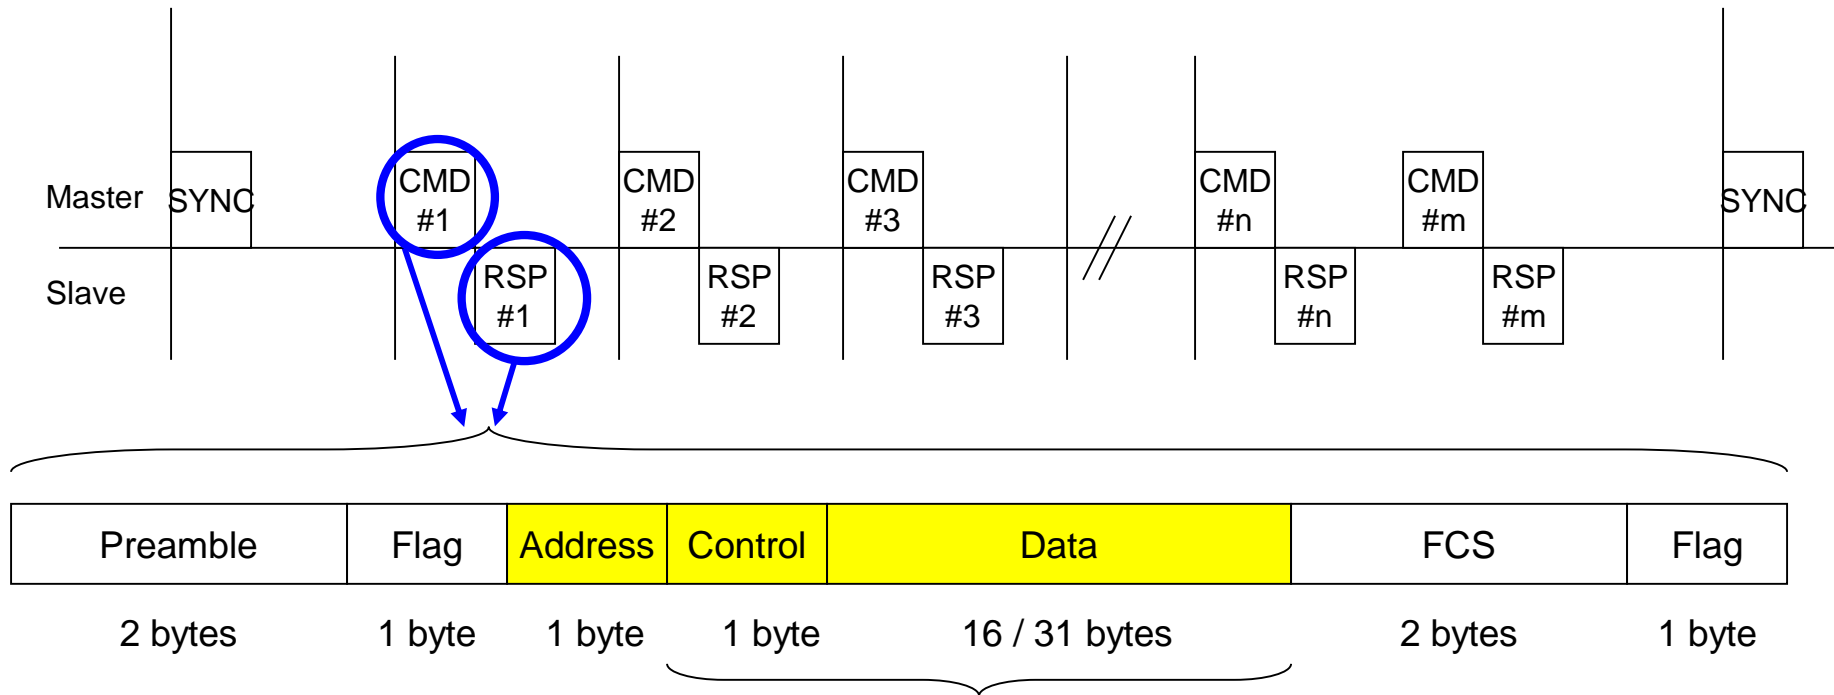 Master
SYNC
CMD
#1
CMD
#2
CMD
#3
CMD
#n
CMD
#m
SYNC
Slave
RSP
#1
RSP
#2
RSP
#3
RSP
#n
RSP
#m
Preamble
Flag
Address
Control
Data
FCS
Flag
2 bytes
1 byte
1 byte
1 byte
16 / 31 bytes
2 bytes
1 byte